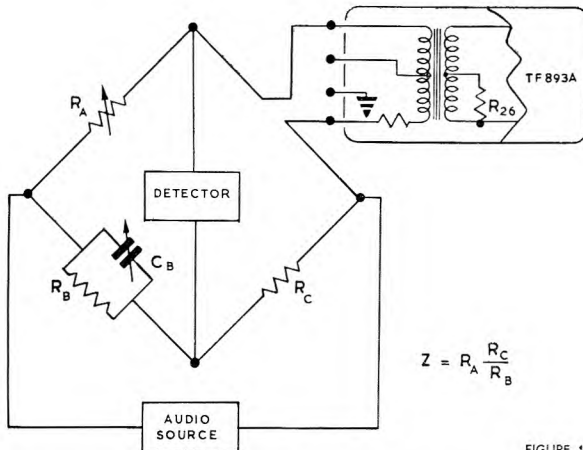 TF 893A
R26
RA
DETECTOR
CB
RB
RC
Z = RA RC/RB
AUDIO
SOURCE
FIGURE 1